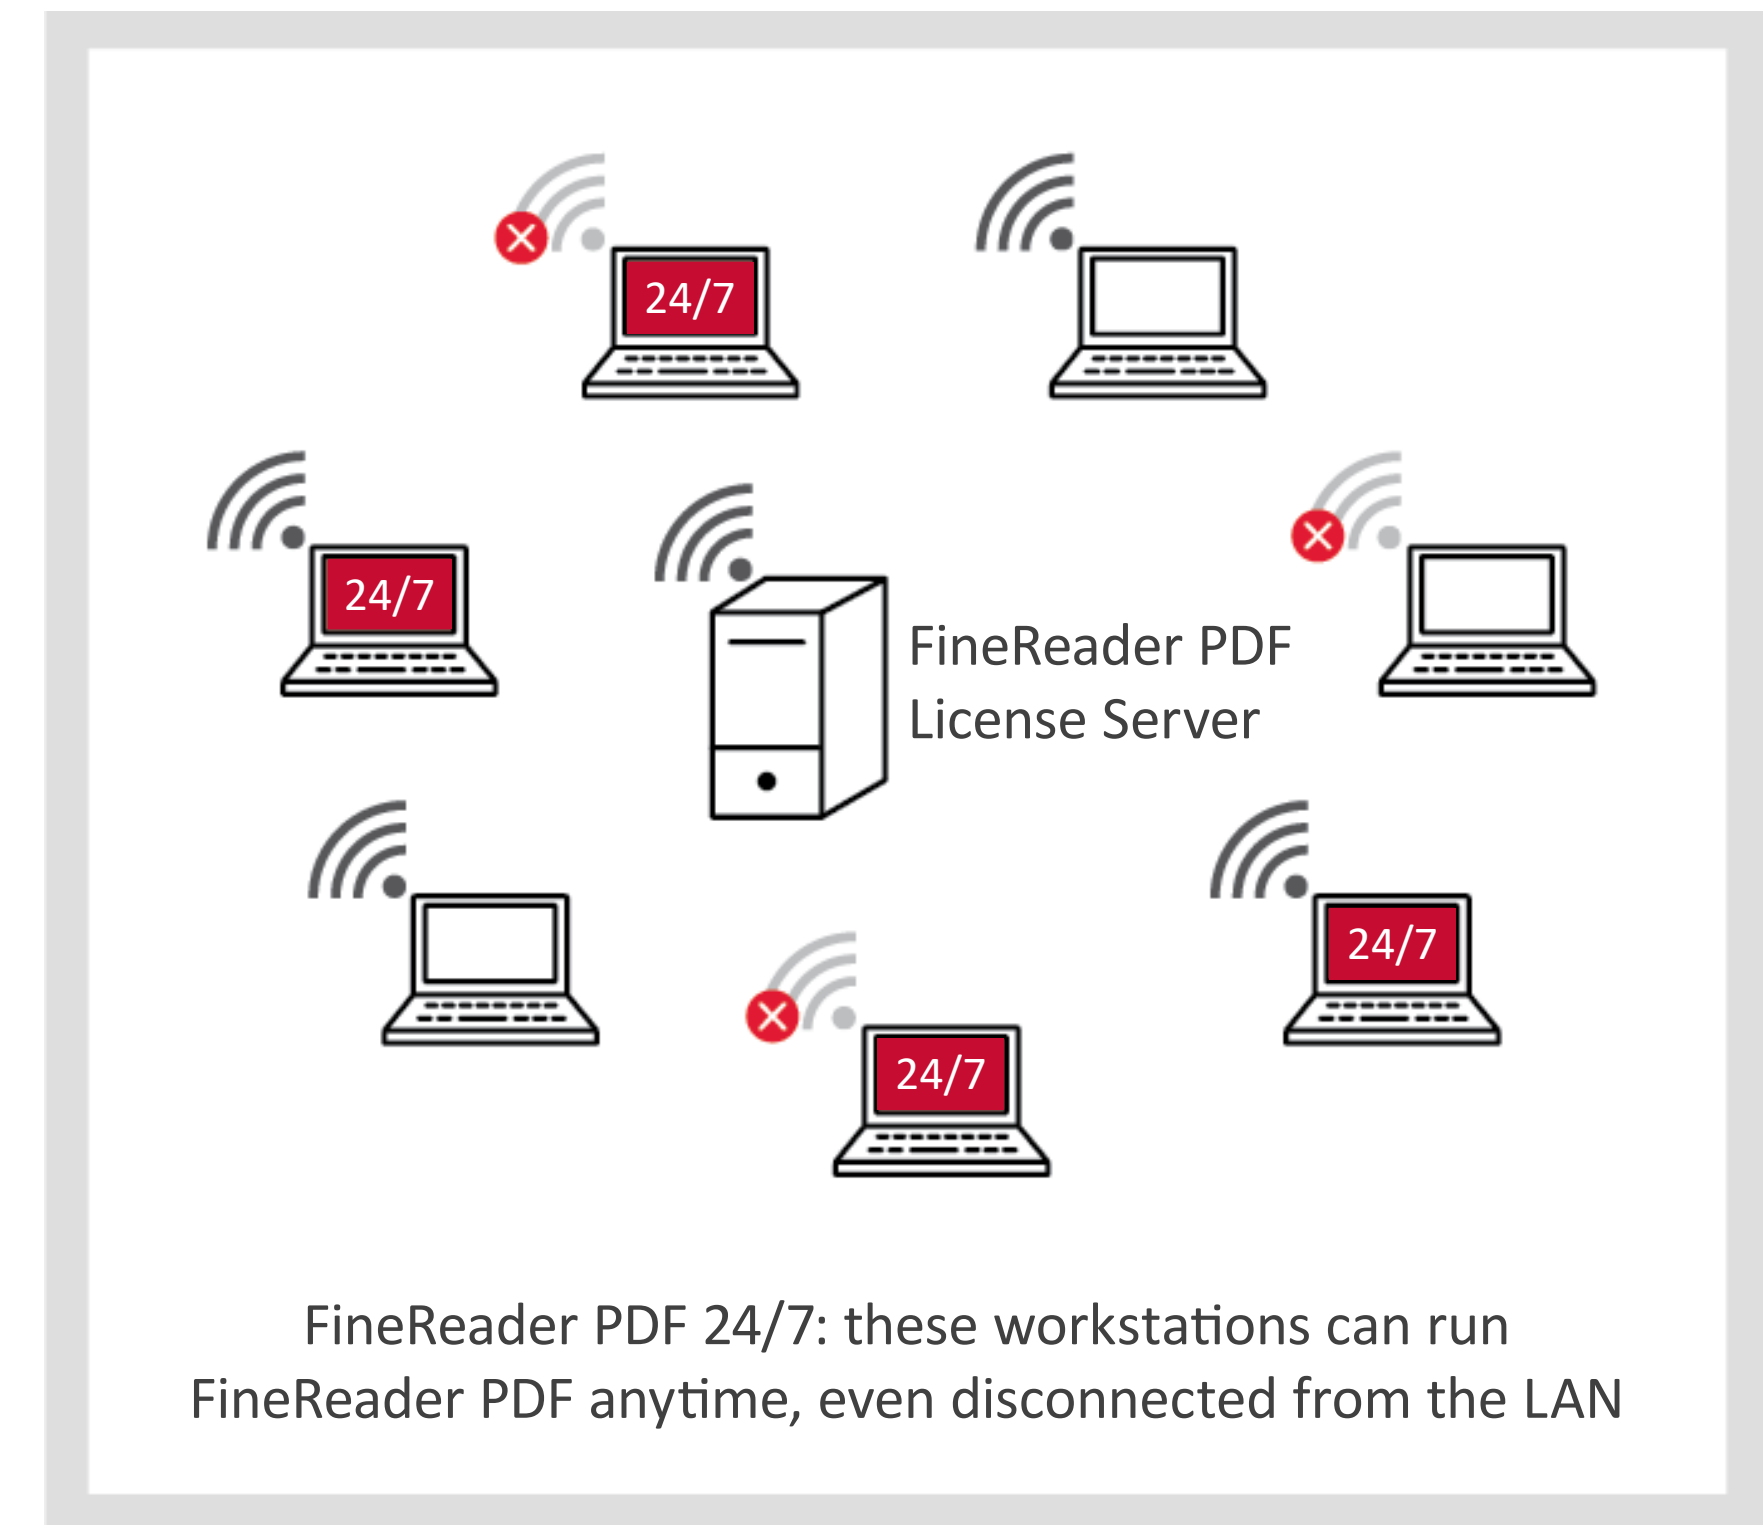 24/7
24/7
FineReader PDF
License Server
24/7
24/7
FineReader PDF 24/7: these workstations can run
FineReader PDF anytime, even disconnected from the LAN